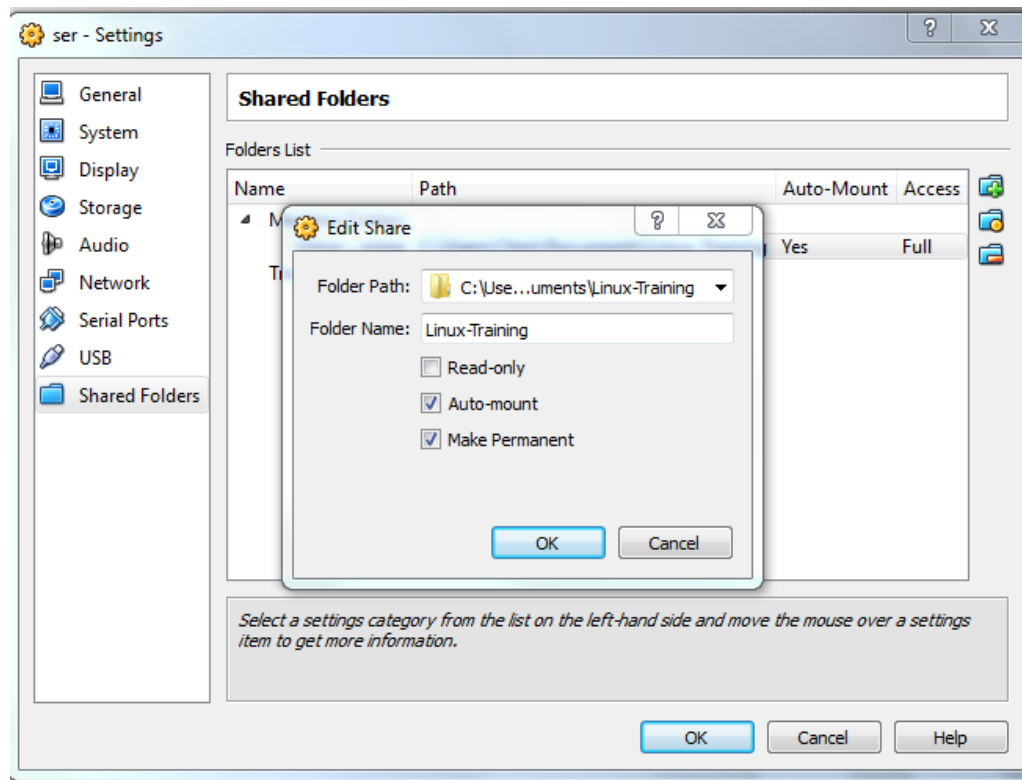 ser - Settings
General
System
Display
Storage
Audio
Network
Serial Ports
USB
Shared Folders
Shared Folders
Folders List
Name Path Auto-Mount Access
Yes Full
Edit Share
Folder Path: C:\Use...uments\Linux-Training
Folder Name: Linux-Training
Read-only
Auto-mount
Make Permanent
OK Cancel
Select a settings category from the list on the left-hand side and move the mouse over a settings
item to get more information.
OK Cancel Help